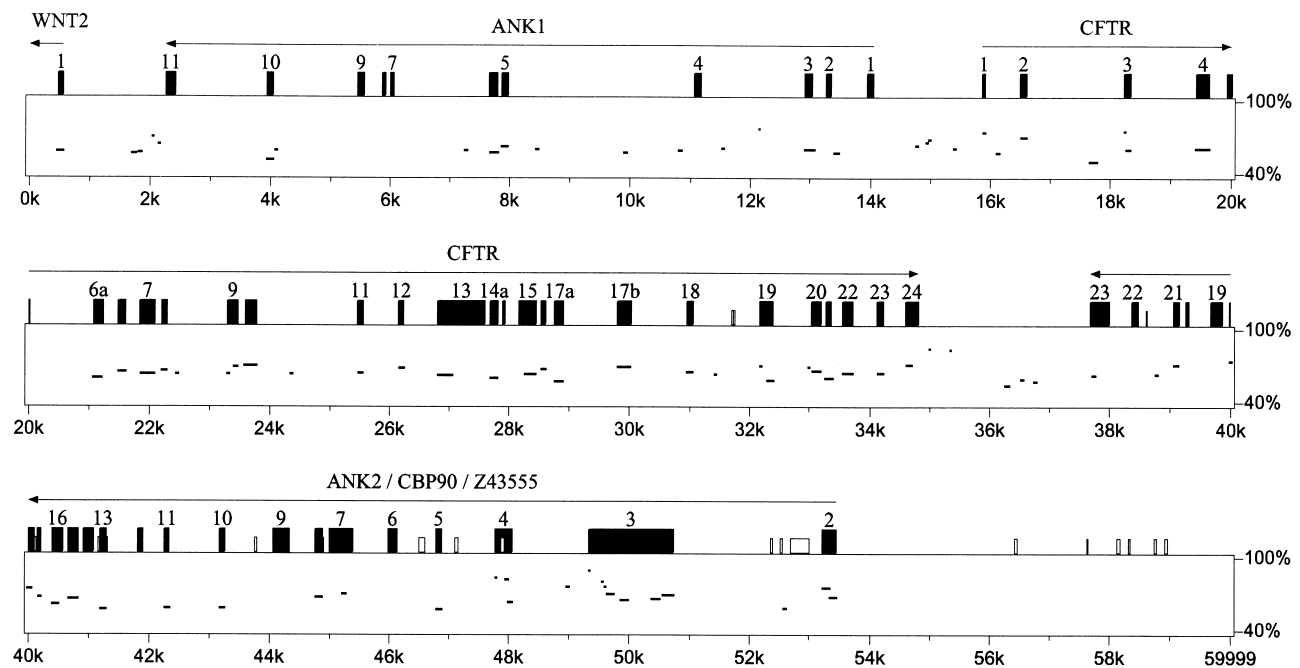 WNT2 ANK1 CFTR
1 11 10 9 7 5 4 3 2 1 1 2 3 4
100%
40%
0k 2k 4k 6k 8k 10k 12k 14k 16k 18k 20k
CFTR
6a 7 9 11 12 13 14a 15 17a 17b 18 19 20 22 23 24 23 22 21 19
100%
40%
20k 22k 24k 26k 28k 30k 32k 34k 36k 38k 40k
ANK2 / CBP90 / Z43555
16 13 11 10 9 7 6 5 4 3 2
100%
40%
40k 42k 44k 46k 48k 50k 52k 54k 56k 58k 59999